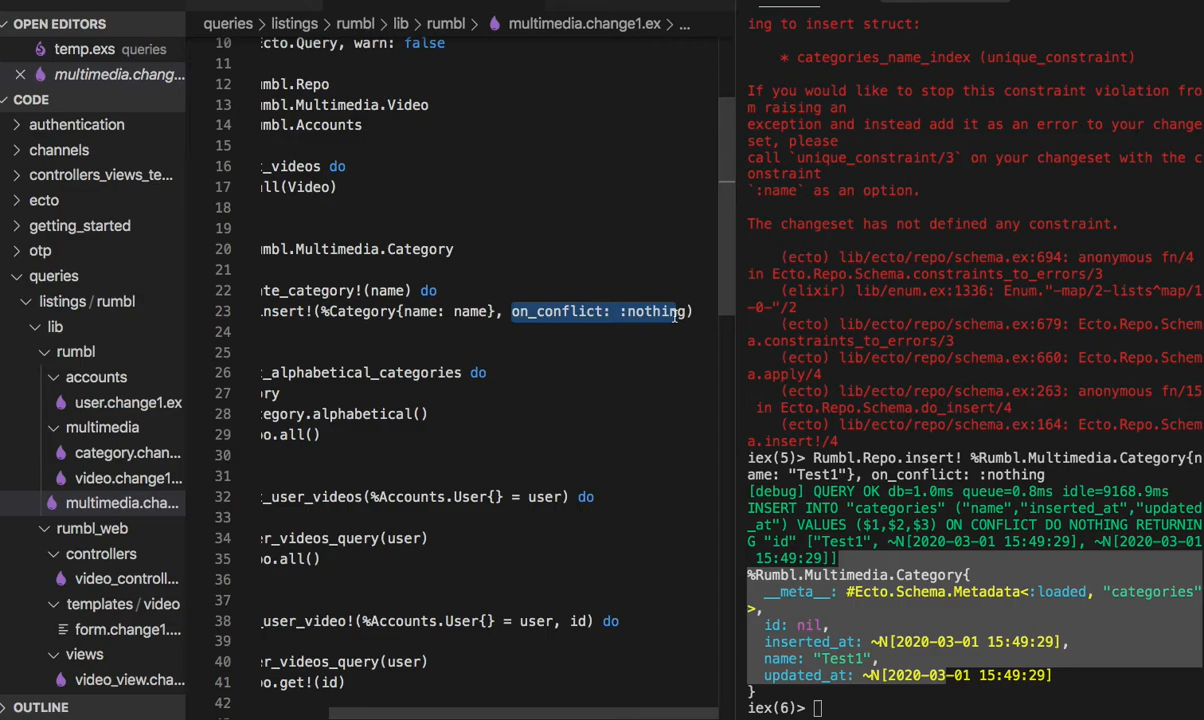 OPEN EDITORS
temp.exs queries
multimedia.chang...
CODE
authentication
channels
controllers_views_te...
ecto
getting_started
otp
queries
listings / rumbl
lib
rumbl
accounts
user.change1.ex
multimedia
category.chan...
video.change1...
multimedia.cha...
rumbl_web
controllers
video_controll...
templates / video
form.change1....
views
video_view.chan...
OUTLINE
queries > listings > rumbl > lib > rumbl > multimedia.change1.ex > ...
10 Ecto.Query, warn: false
11
12 umbl.Repo
13 umbl.Multimedia.Video
14 umbl.Accounts
15
16 t_videos do
17 ll(Video)
18
19
20 umbl.Multimedia.Category
21
22 te_category!(name) do
23 insert!(%Category{name: name}, on_conflict: :nothing)
24
25
26 t_alphabetical_categories do
27 ory
28 tegory.alphabetical()
29 po.all()
30
31
32 t_user_videos(%Accounts.User{} = user) do
33
34 er_videos_query(user)
35 po.all()
36
37
38 _user_video!(%Accounts.User{} = user, id) do
39
40 er_videos_query(user)
41 po.get!(id)
42
ing to insert struct:
* categories_name_index (unique_constraint)
If you would like to stop this constraint violation fro
m raising an
exception and instead add it as an error to your change
set, please
call `unique_constraint/3` on your changeset with the c
onstraint
`:name` as an option.
The changeset has not defined any constraint.
(ecto) lib/ecto/repo/schema.ex:694: anonymous fn/4
in Ecto.Repo.Schema.constraints_to_errors/3
(elixir) lib/enum.ex:1336: Enum."-map/2-lists^map/1
-0-"/2
(ecto) lib/ecto/repo/schema.ex:679: Ecto.Repo.Schem
a.constraints_to_errors/3
(ecto) lib/ecto/repo/schema.ex:660: Ecto.Repo.Schem
a.apply/4
(ecto) lib/ecto/repo/schema.ex:263: anonymous fn/15
in Ecto.Repo.Schema.do_insert/4
(ecto) lib/ecto/repo/schema.ex:164: Ecto.Repo.Schem
a.insert!/4
iex(5)> Rumbl.Repo.insert! %Rumbl.Multimedia.Category{n
ame: "Test1"}, on_conflict: :nothing
[debug] QUERY OK db=1.0ms queue=0.8ms idle=9168.9ms
INSERT INTO "categories" ("name","inserted_at","updated
_at") VALUES ($1,$2,$3) ON CONFLICT DO NOTHING RETURNIN
G "id" ["Test1", ~N[2020-03-01 15:49:29], ~N[2020-03-01
15:49:29]]
%Rumbl.Multimedia.Category{
__meta__: #Ecto.Schema.Metadata<:loaded, "categories"
>,
id: nil,
inserted_at: ~N[2020-03-01 15:49:29],
name: "Test1",
updated_at: ~N[2020-03-01 15:49:29]
}
iex(6)>